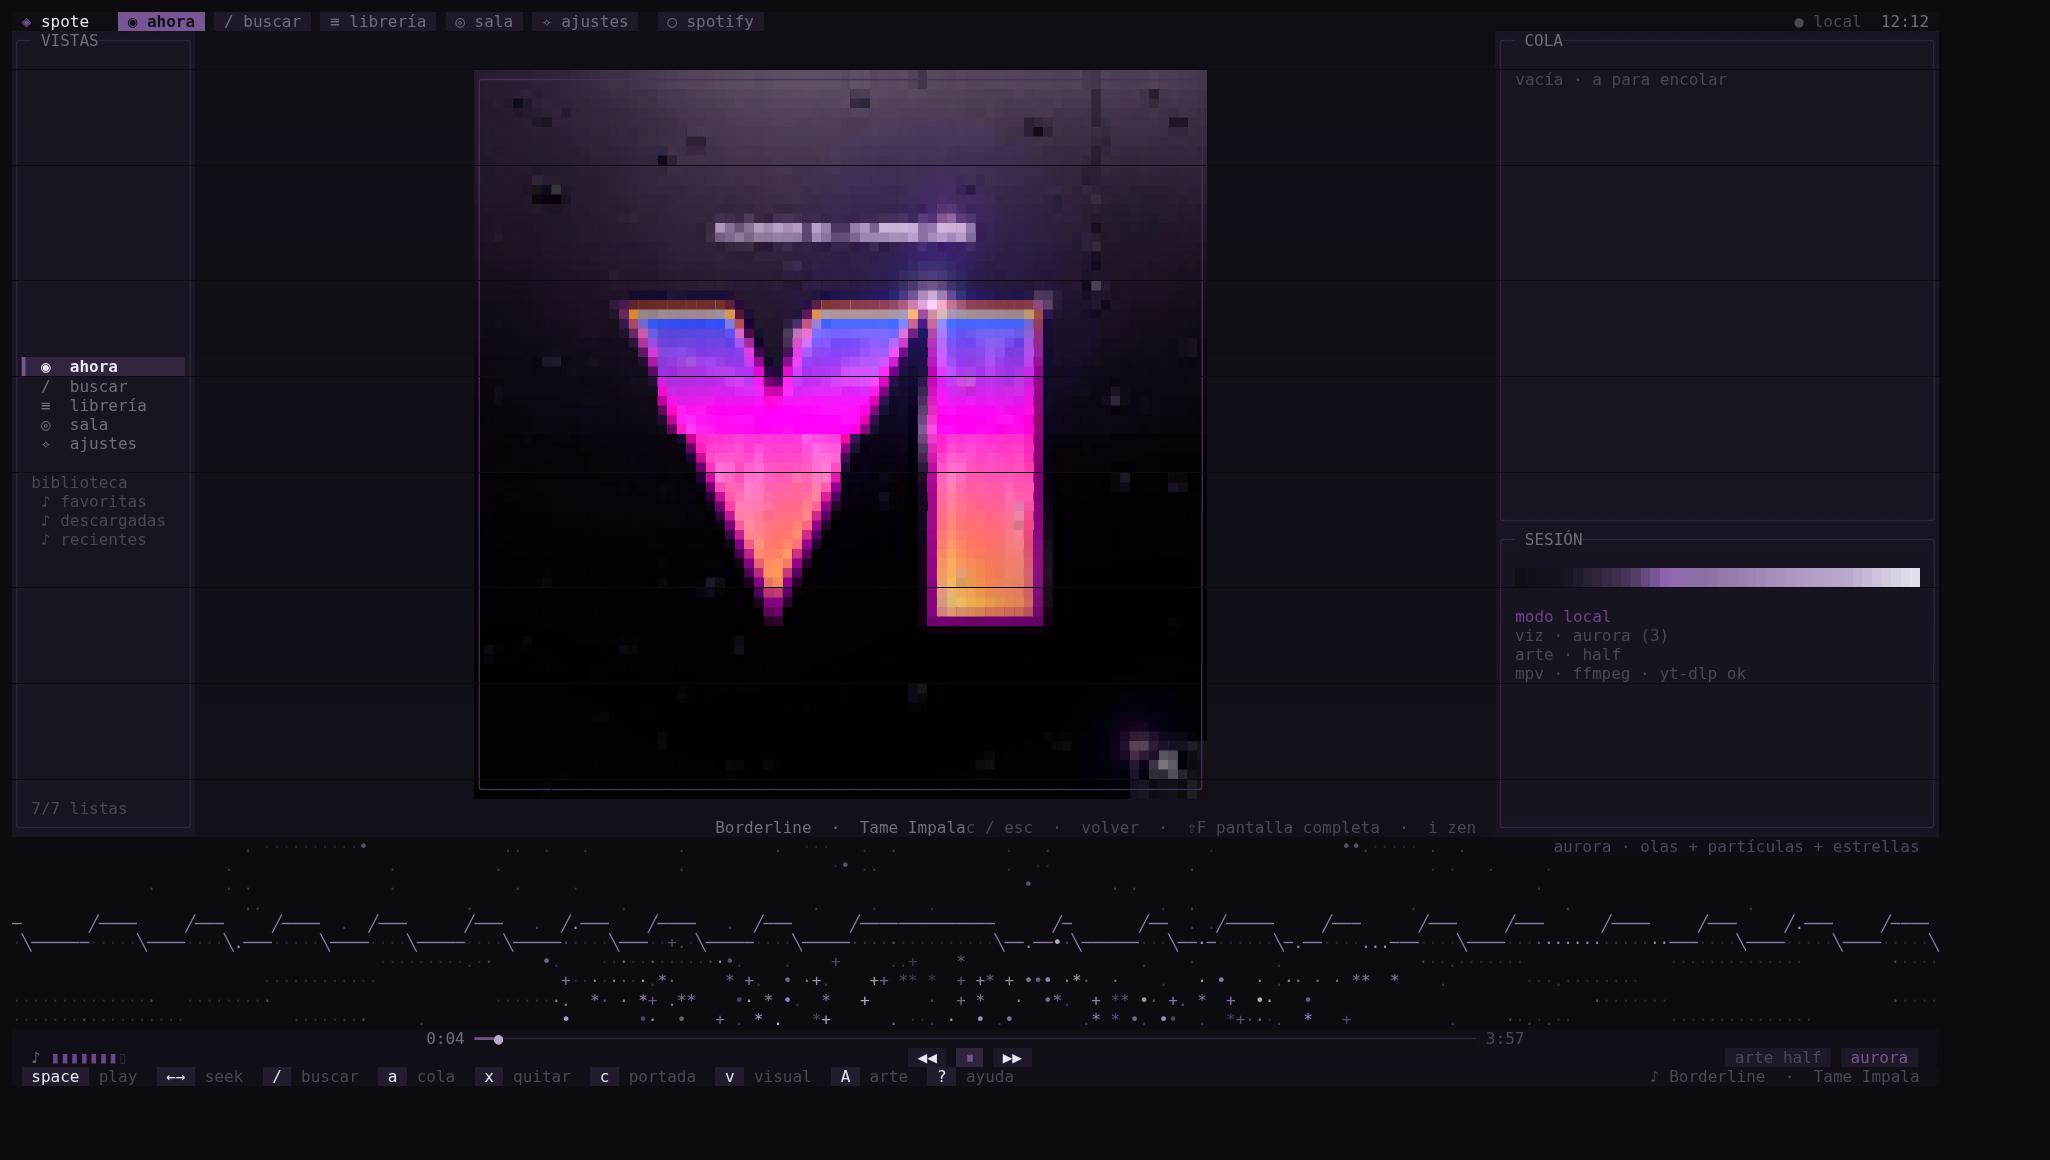 ◈ spote ◉ ahora / buscar ≡ librería ◎ sala ✧ ajustes ○ spotify ● local 12:12
VISTAS
COLA
vacía · a para encolar
◉ ahora
/ buscar
≡ librería
◎ sala
✧ ajustes
biblioteca
♪ favoritas
♪ descargadas
♪ recientes
7/7 listas
SESIÓN
modo local
viz · aurora (3)
arte · half
mpv · ffmpeg · yt-dlp ok
Borderline · Tame Impalac / esc · volver · ⇧F pantalla completa · i zen
aurora · olas + partículas + estrellas
0:04 3:57
♪ ◀◀ ▶▶ arte half aurora
space play ←→ seek / buscar a cola x quitar c portada v visual A arte ? ayuda ♪ Borderline · Tame Impala